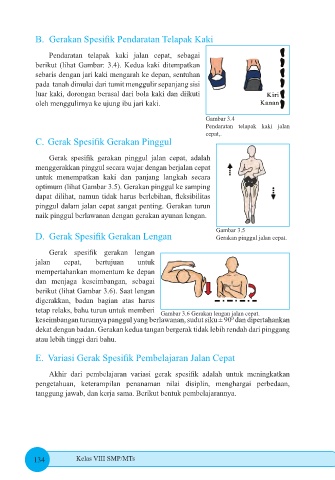 B. Gerakan Spesifik Pendaratan Telapak Kaki
Pendaratan telapak kaki jalan cepat, sebagai
berikut (lihat Gambar: 3.4). Kedua kaki ditempatkan
sebaris dengan jari kaki mengarah ke depan, sentuhan
pada tanah dimulai dari tumit menggulir sepanjang sisi
luar kaki, dorongan berasal dari bola kaki dan diikuti
oleh menggulirnya ke ujung ibu jari kaki.
Kiri
Kanan
Gambar 3.4
Pendaratan telapak kaki jalan
cepat,.
C. Gerak Spesifik Gerakan Pinggul
Gerak spesifik gerakan pinggul jalan cepat, adalah
menggerakkan pinggul secara wajar dengan berjalan cepat
untuk menempatkan kaki dan panjang langkah secara
optimum (lihat Gambar 3.5). Gerakan pinggul ke samping
dapat dilihat, namun tidak harus berlebihan, fleksibilitas
pinggul dalam jalan cepat sangat penting. Gerakan turun
naik pinggul berlawanan dengan gerakan ayunan lengan.
Gambar 3.5
Gerakan pinggul jalan cepat.
D. Gerak Spesifik Gerakan Lengan
Gerak spesifik gerakan lengan
jalan cepat, bertujuan untuk
mempertahankan momentum ke depan
dan menjaga keseimbangan, sebagai
berikut (lihat Gambar 3.6). Saat lengan
digerakkan, badan bagian atas harus
tetap relaks, bahu turun untuk memberi
Gambar 3.6 Gerakan lengan jalan cepat.
keseimbangan turunnya panggul yang berlawanan, sudut siku ± 90⁰ dan dipertahankan
dekat dengan badan. Gerakan kedua tangan bergerak tidak lebih rendah dari pinggang
atau lebih tinggi dari bahu.
E. Variasi Gerak Spesifik Pembelajaran Jalan Cepat
Akhir dari pembelajaran variasi gerak spesifik adalah untuk meningkatkan
pengetahuan, keterampilan penanaman nilai disiplin, menghargai perbedaan,
tanggung jawab, dan kerja sama. Berikut bentuk pembelajarannya.
134
Kelas VIII SMP/MTs